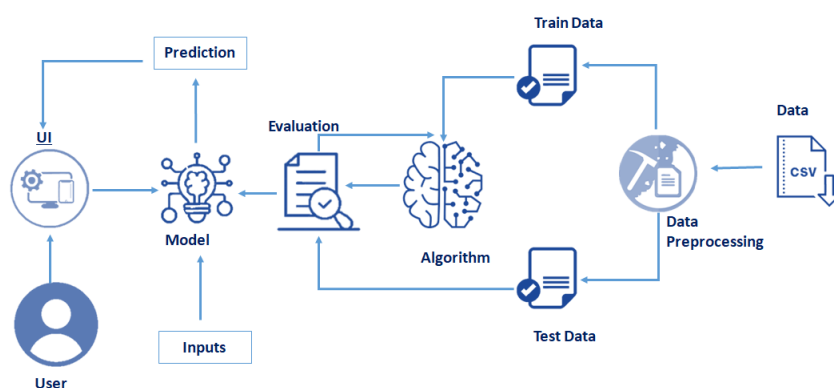 Train Data
Prediction
Data
Evaluation
UI
CSV
Model
Algorithm
Data
Preprocessing
Inputs
Test Data
User